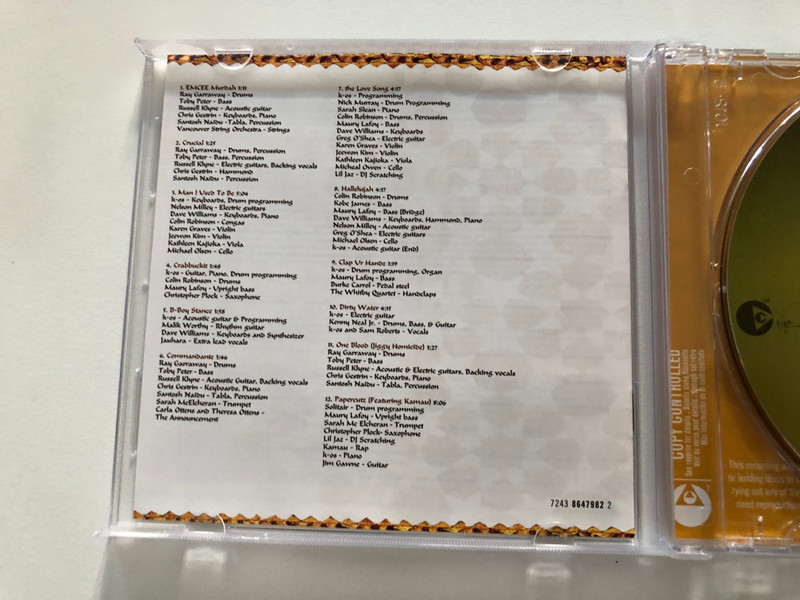 1. EMCEE Murdah 3:31
Ray Garraway - Drums
Toby Peter - Bass
Russell Klyne - Acoustic guitar
Chris Gestrin - Keyboards, Piano
Santosh Naidu - Tabla, Percussion
Vancouver String Orchestra - Strings
2. Crucial 3:25
Ray Garraway - Drums, Percussion
Toby Peter - Bass, Percussion
Russell Klyne - Electric guitars, Backing vocals
Chris Gestrin - Hammond
Santosh Naidu - Percussion
3. Man I Used To Be 5:04
k-os - Keyboards, Drum programming
Nelson Milley - Electric guitars
Dave Williams - Keyboards, Piano
Colin Robinson - Congas
Karen Graves - Violin
Jeewon Kim - Violin
Kathleen Kajioka - Viola
Michael Olsen - Cello
4. Crabbuckit 3:48
k-os - Guitar, Piano, Drum programming
Colin Robinson - Drums
Maury Lafoy - Upright bass
Christopher Plock - Saxophone
5. B-Boy Stance 3:58
k-os - Acoustic guitar & Programming
Malik Worthy - Rhythm guitar
Dave Williams - Keyboards and Synthesizer
Jauhara - Extra lead vocals
6. Commandante 3:46
Ray Garraway - Drums
Toby Peter - Bass
Russell Klyne - Acoustic Guitar, Backing vocals
Chris Gestrin - Keyboards, Piano
Santosh Naidu - Tabla, Percussion
Sarah McElcheran - Trumpet
Carla Ottens and Theresa Ottens -
The Announcement
7. the Love Song 4:37
k-os - Programming
Nick Murray - Drum Programming
Sarah Slean - Piano
Colin Robinson - Drums, Percussion
Maury Lafoy - Bass
Dave Williams - Keyboards
Greg O'Shea - Electric guitar
Karen Graves - Violin
Jeewon Kim - Violin
Kathleen Kajioka - Viola
Micheal Owen - Cello
Lil Jaz - DJ Scratching
8. Hallelujah 4:37
Colin Robinson - Drums
Kobe James - Bass
Maury Lafoy - Bass (Bridge)
Dave Williams - Keyboards, Hammond, Piano
Nelson Milley - Acoustic guitar
Greg O'Shea - Electric guitars
Michael Olsen - Cello
k-os - Acoustic guitar (End)
9. Clap Ur Handz 3:39
k-os - Drum programming, Organ
Maury Lafoy - Bass
Burke Carrol - Pedal steel
The Whitby Quartet - Handclaps
10. Dirty Water 4:35
k-os - Electric guitar
Kenny Neal Jr. - Drums, Bass, & Guitar
k-os and Sam Roberts - Vocals
11. One Blood (Jiggy Homicide) 3:27
Ray Garraway - Drums
Toby Peter - Bass
Russell Klyne - Acoustic & Electric guitars, Backing vocals
Chris Gestrin - Keyboards, Piano
Santosh Naidu - Tabla, Percussion
12. Papercutz (Featuring Kamau) 8:06
Solitair - Drum programming
Maury Lafoy - Upright bass
Sarah Mc Elcheran - Trumpet
Christopher Plock- Saxophone
Lil Jaz - DJ Scratching
Kamau - Rap
k-os - Piano
Jim Gawne - Guitar
7243 8647982 2
COPY CONTROLLED
This recording
or lending
rying out any of the
ised reproduction